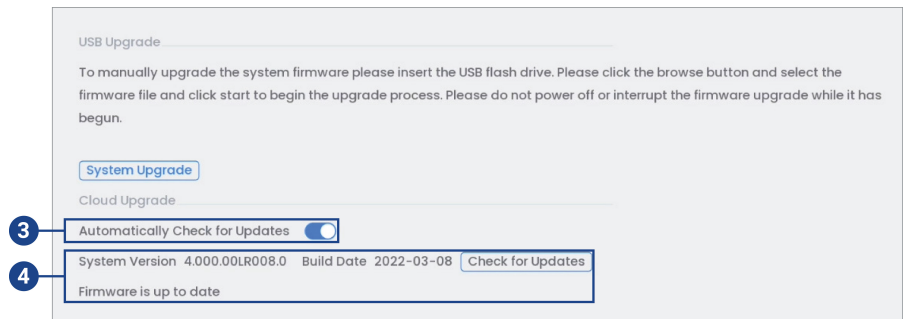 USB Upgrade
To manually upgrade the system firmware please insert the USB flash drive. Please click the browse button and select the
firmware file and click start to begin the upgrade process. Please do not power off or interrupt the firmware upgrade while it has
begun.
System Upgrade
Cloud Upgrade
3 Automatically Check for Updates
System Version 4.000.00LR008.0 Build Date 2022-03-08 Check for Updates
4
Firmware is up to date